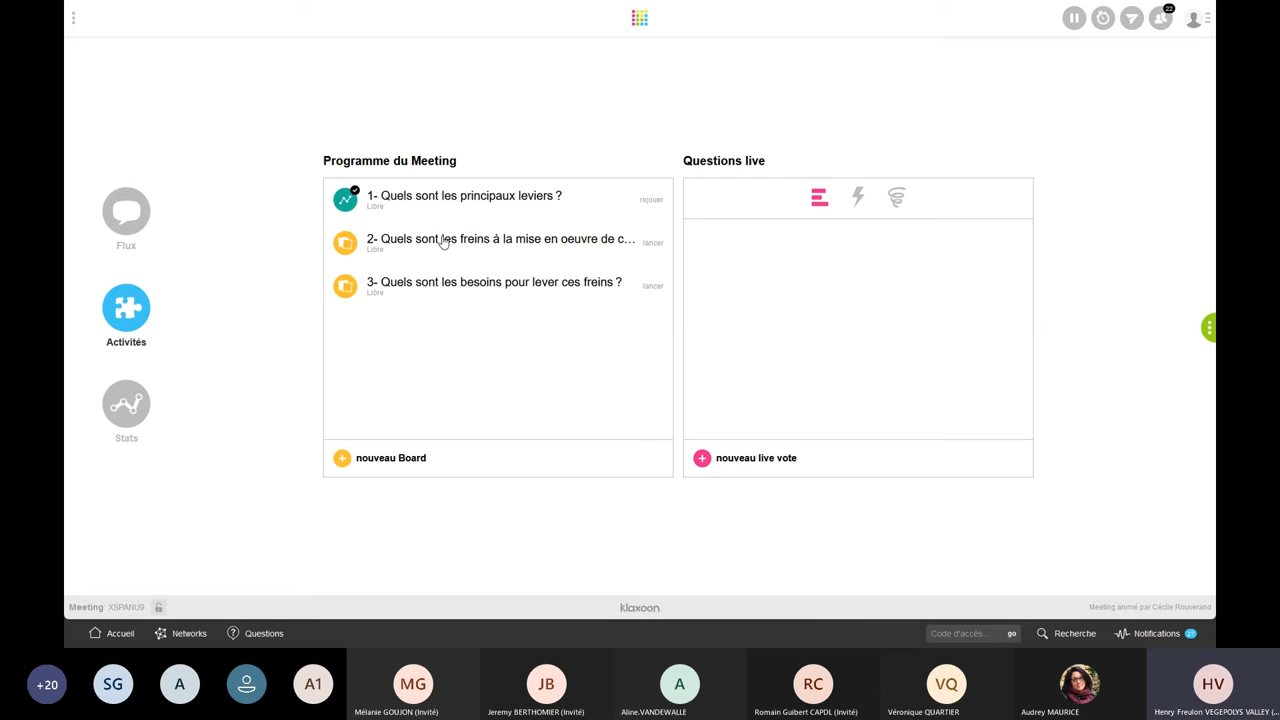 22
Programme du Meeting
Questions live
1- Quels sont les principaux leviers ?
Libre
rejouer
2- Quels sont les freins à la mise en oeuvre de c...
Libre
lancer
3- Quels sont les besoins pour lever ces freins ?
Libre
lancer
Flux
Activités
Stats
nouveau Board
nouveau live vote
Meeting: XSPANU9
klaxoon
Meeting animé par Cécile Rouverand
Accueil
Networks
Questions
Code d'accès...
go
Recherche
Notifications
27
+20
SG
A
A1
MG
JB
A
RC
VQ
HV
Mélanie GOUJON (Invité)
Jeremy BERTHOMIER (Invité)
Aline.VANDEWALLE
Romain Guibert CAPDL (Invité)
Véronique QUARTIER
Audrey MAURICE
Henry Freulon VEGEPOLYS VALLEY (...